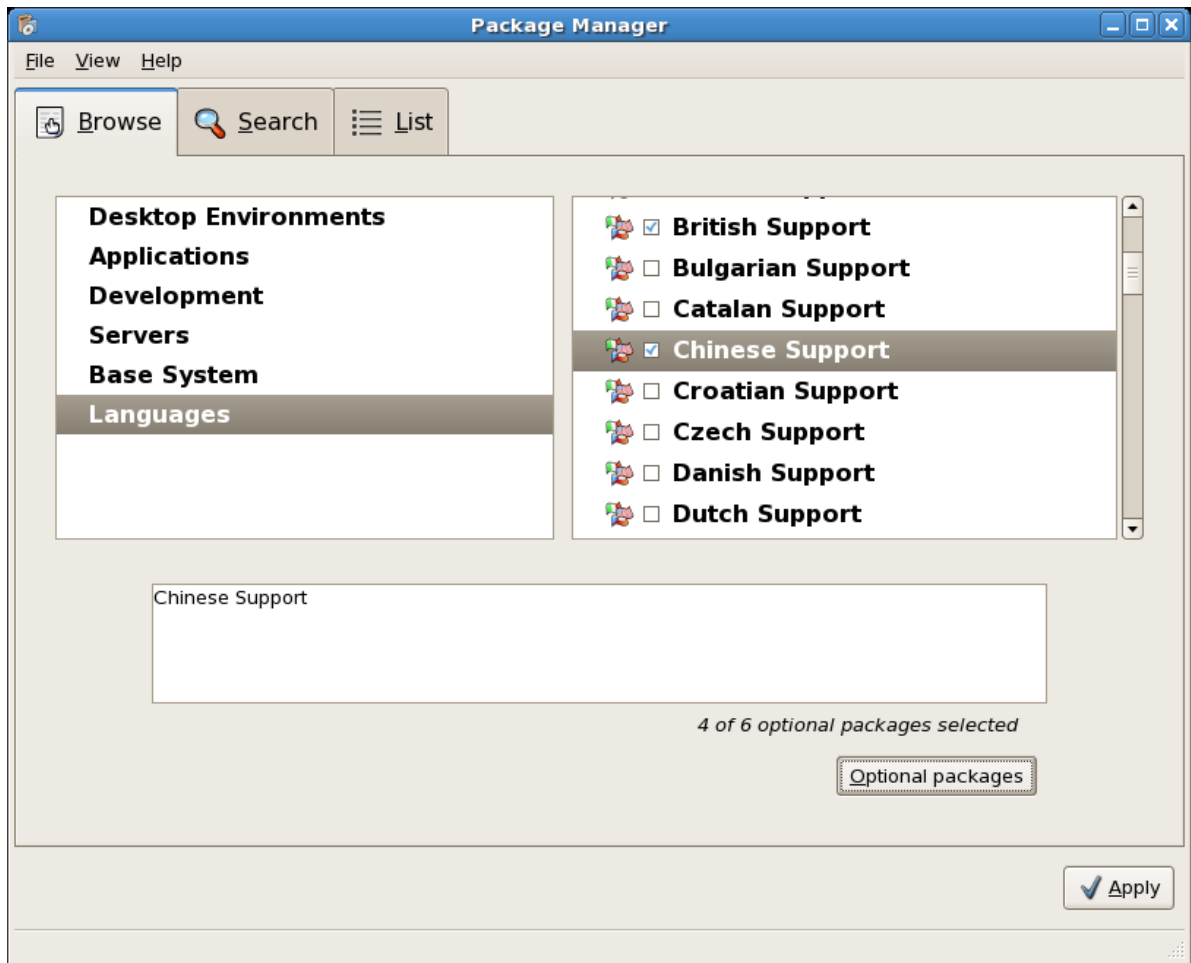 Package Manager
File View Help
Browse Search List
Desktop Environments
Applications
Development
Servers
Base System
Languages
British Support
Bulgarian Support
Catalan Support
Chinese Support
Croatian Support
Czech Support
Danish Support
Dutch Support
Chinese Support
4 of 6 optional packages selected
Optional packages
Apply